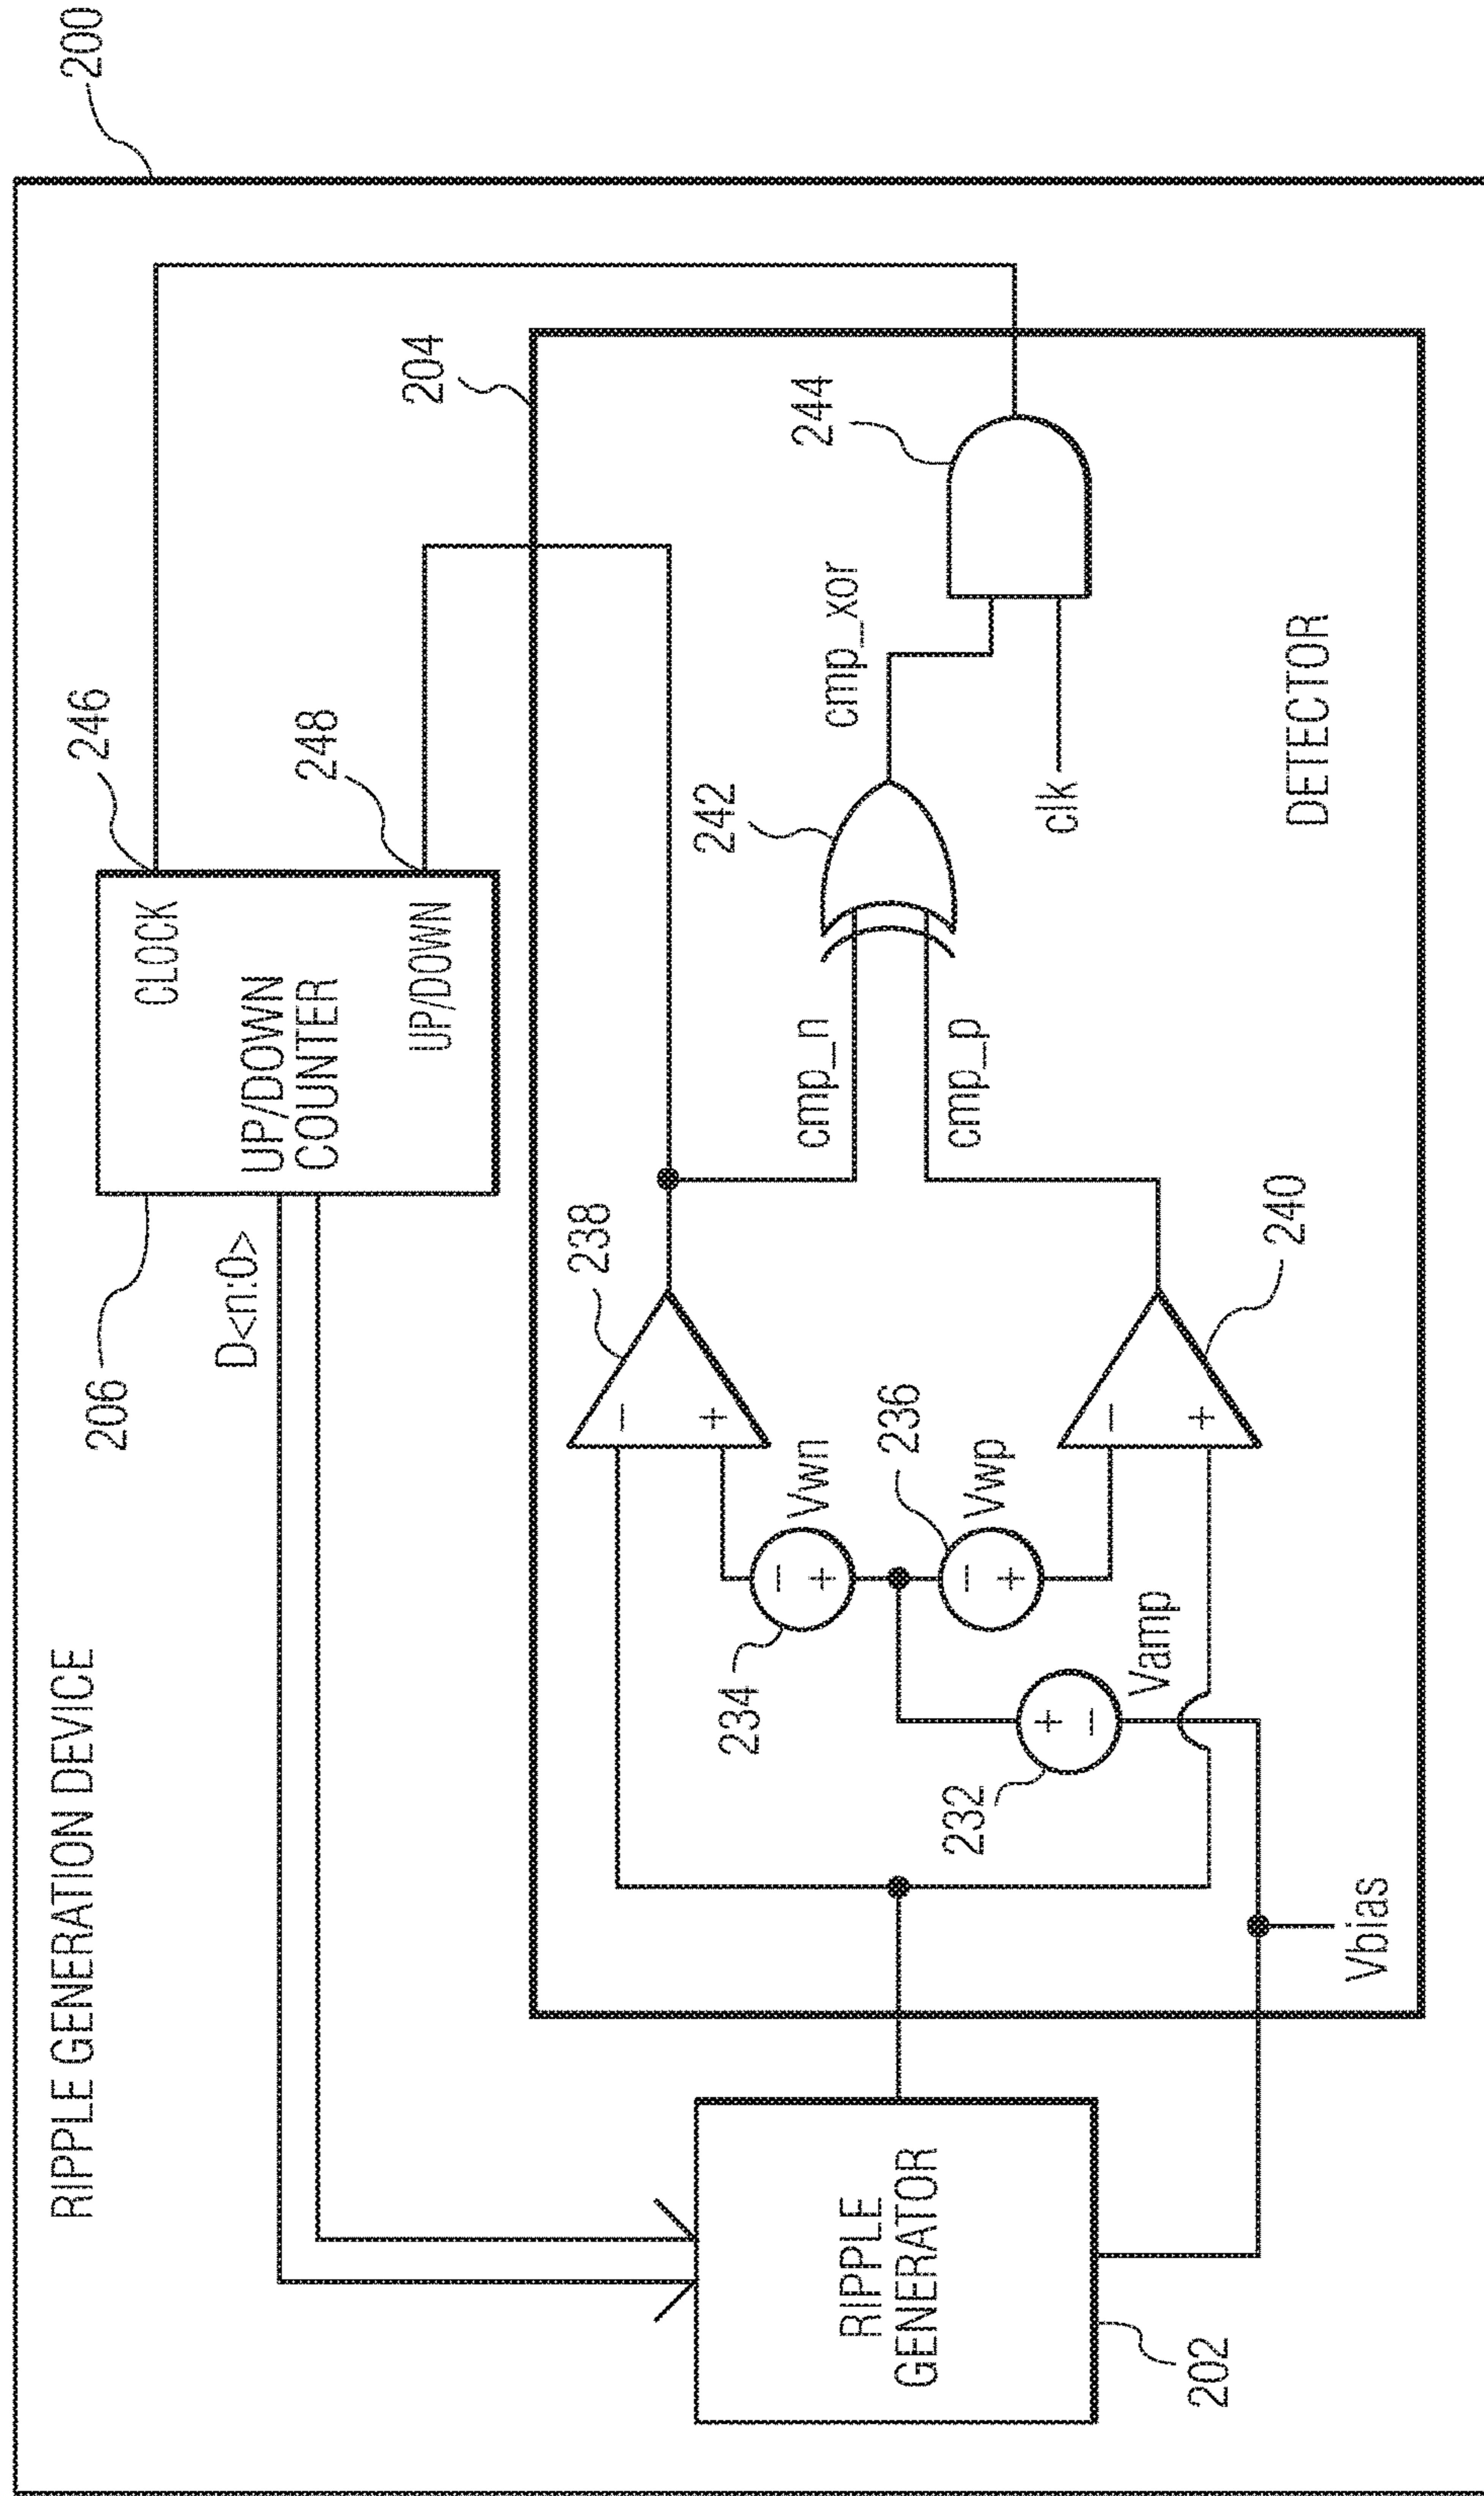 RIPPLE GENERATION DEVICE
200
206
D<n:0>
CLOCK
UP/DOWN
COUNTER
UP/DOWN
246
248
204
RIPPLE
GENERATOR
202
Vbias
232
Vamp
234
Vwn
236
Vwp
-
+
-
+
+
-
238
-
+
240
-
+
cmp_n
cmp_p
242
cmp_xor
clk
244
DETECTOR